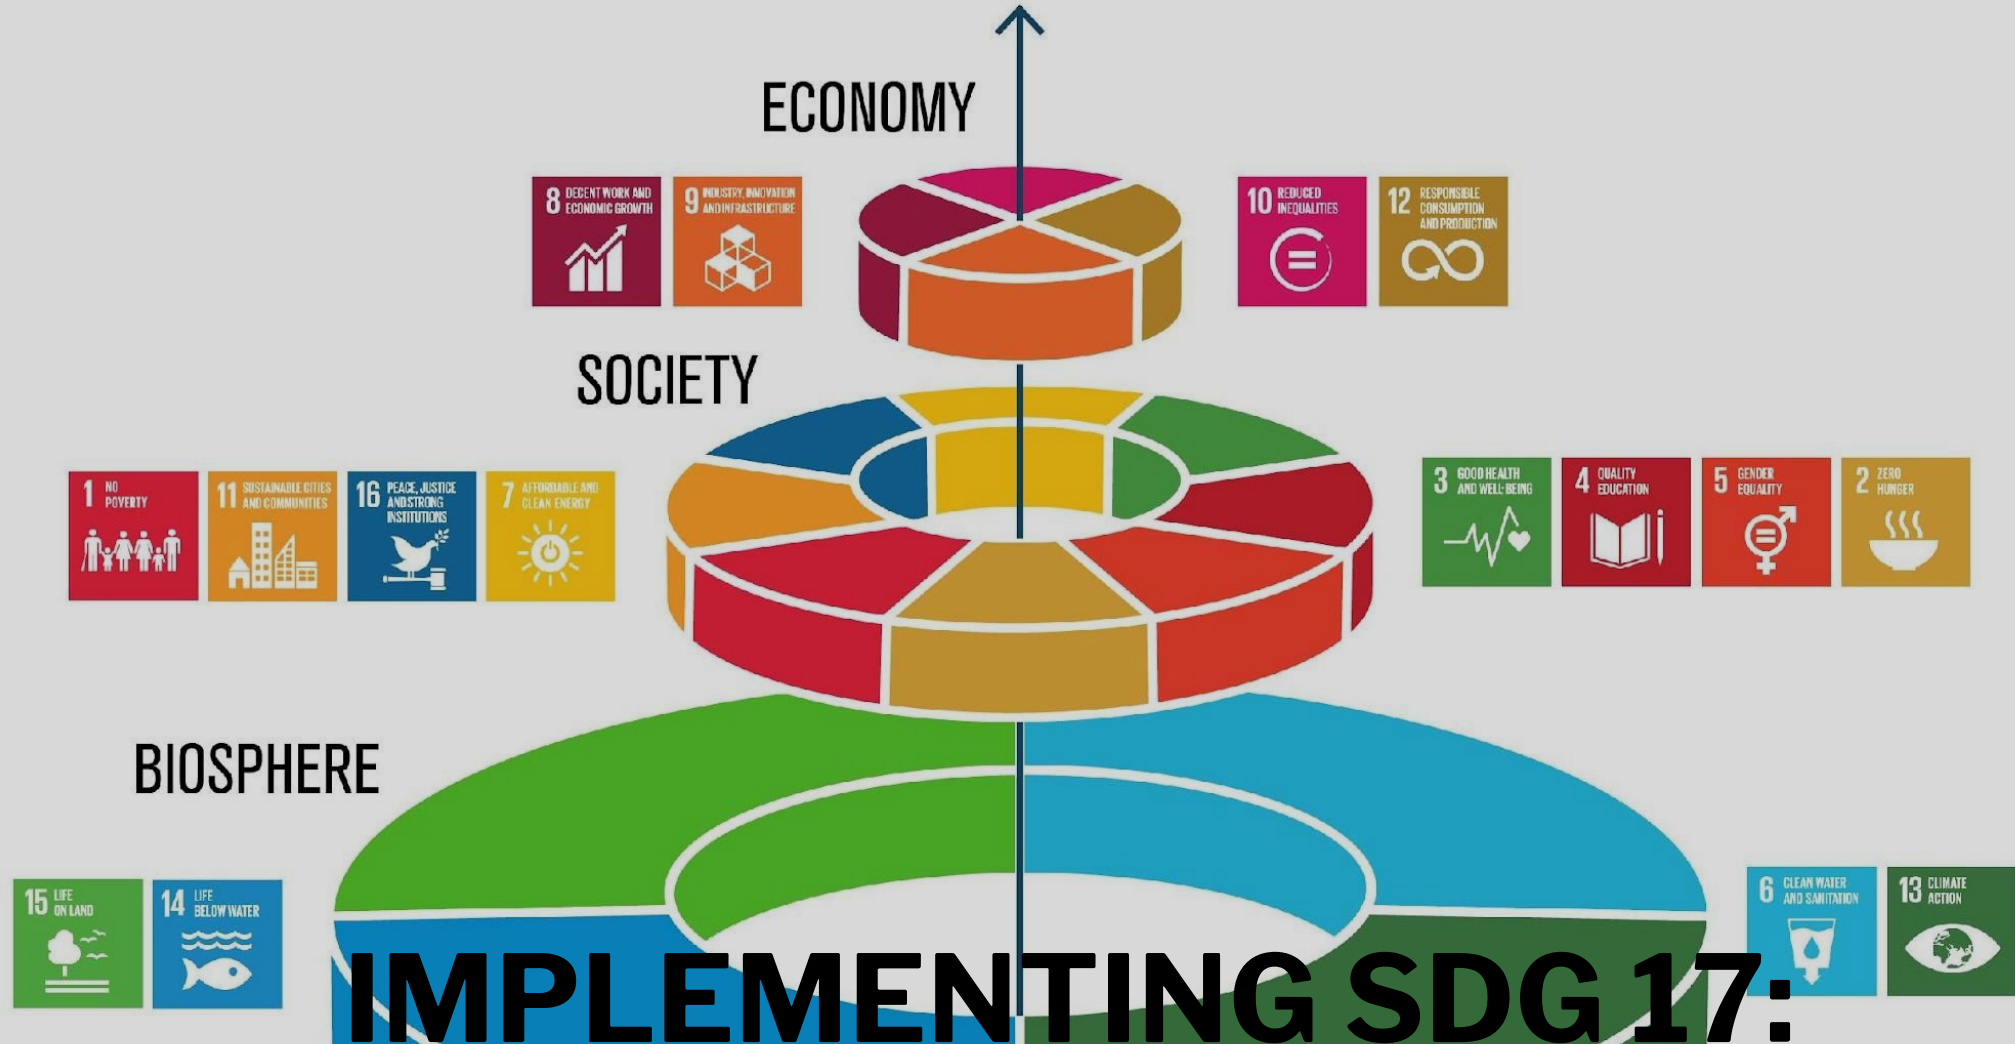 ECONOMY
8 DECENT WORK AND
ECONOMIC GROWTH
9 INDUSTRY, INNOVATION
AND INFRASTRUCTURE
10 REDUCED
INEQUALITIES
12 RESPONSIBLE
CONSUMPTION
AND PRODUCTION
SOCIETY
1 NO
POVERTY
11 SUSTAINABLE CITIES
AND COMMUNITIES
16 PEACE, JUSTICE
AND STRONG
INSTITUTIONS
7 AFFORDABLE AND
CLEAN ENERGY
3 GOOD HEALTH
AND WELL-BEING
4 QUALITY
EDUCATION
5 GENDER
EQUALITY
2 ZERO
HUNGER
BIOSPHERE
15 LIFE
ON LAND
14 LIFE
BELOW WATER
6 CLEAN WATER
AND SANITATION
13 CLIMATE
ACTION
IMPLEMENTING SDG 17: